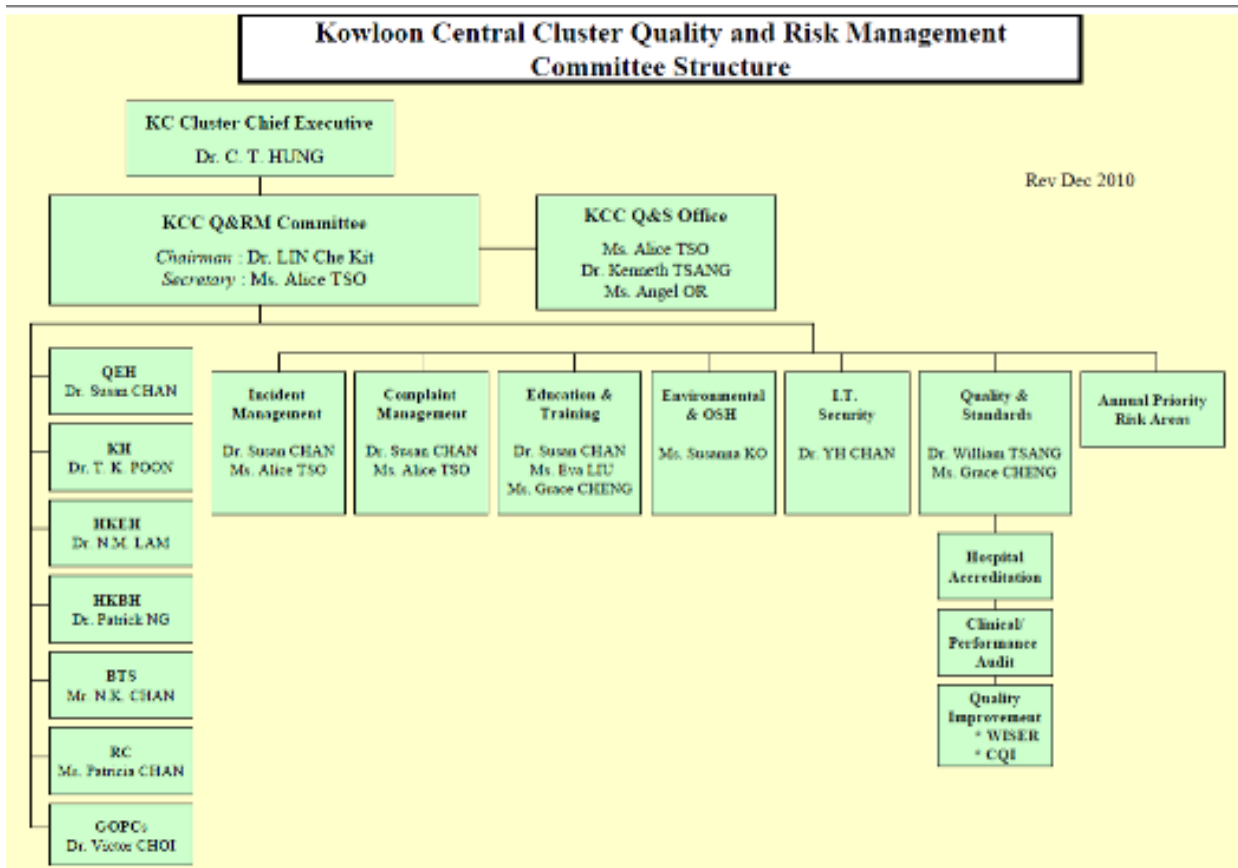 Kowloon Central Cluster Quality and Risk Management
Committee Structure
KC Cluster Chief Executive
Dr. C. T. HUNG
Rev Dec 2010
KCC Q&RM Committee
Chairman : Dr. LIN Che Kit
Secretary : Ms. Alice TSO
KCC Q&S Office
Ms. Alice TSO
Dr. Kenneth TSANG
Ms. Angel OR
QEH
Dr. Susan CHAN
KH
Dr. T. K. POON
HKEH
Dr. N.M. LAM
HKBH
Dr. Patrick NG
BTS
Mr. N.K. CHAN
RC
Ms. Patricia CHAN
GOPCs
Dr. Victor CHOI
Incident
Management
Dr. Susan CHAN
Ms. Alice TSO
Complaint
Management
Dr. Susan CHAN
Ms. Alice TSO
Education &
Training
Dr. Susan CHAN
Ms. Eva LIU
Ms. Grace CHENG
Environmental
& OSH
Ms. Susanna KO
I.T.
Security
Dr. YH CHAN
Quality &
Standards
Dr. William TSANG
Ms. Grace CHENG
Hospital
Accreditation
Clinical/
Performance
Audit
Quality
Improvement
* WISER
* CQI
Annual Priority
Risk Areas